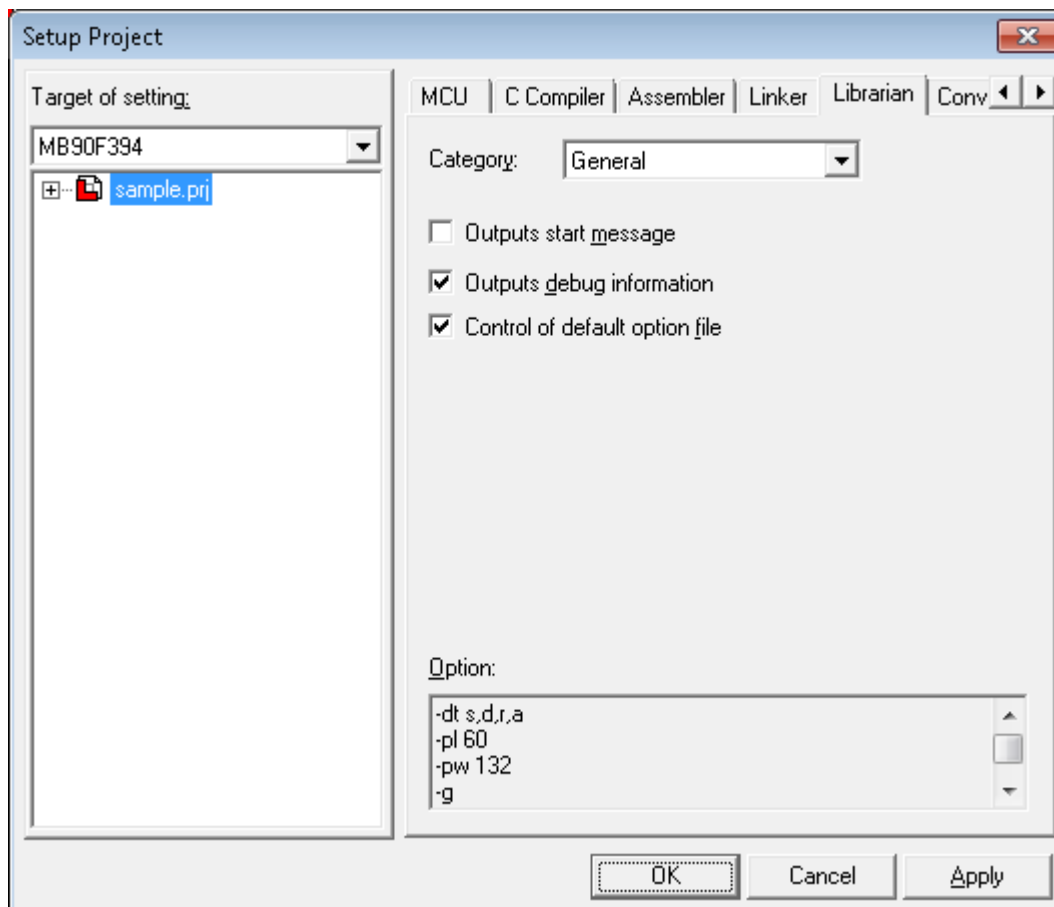 Setup Project
Target of setting:
MB90F394
sample.prj
MCU
C Compiler
Assembler
Linker
Librarian
Conv
Category:
General
Outputs start message
Outputs debug information
Control of default option file
Option:
-dt s,d,r,a
-pl 60
-pw 132
-g
OK
Cancel
Apply